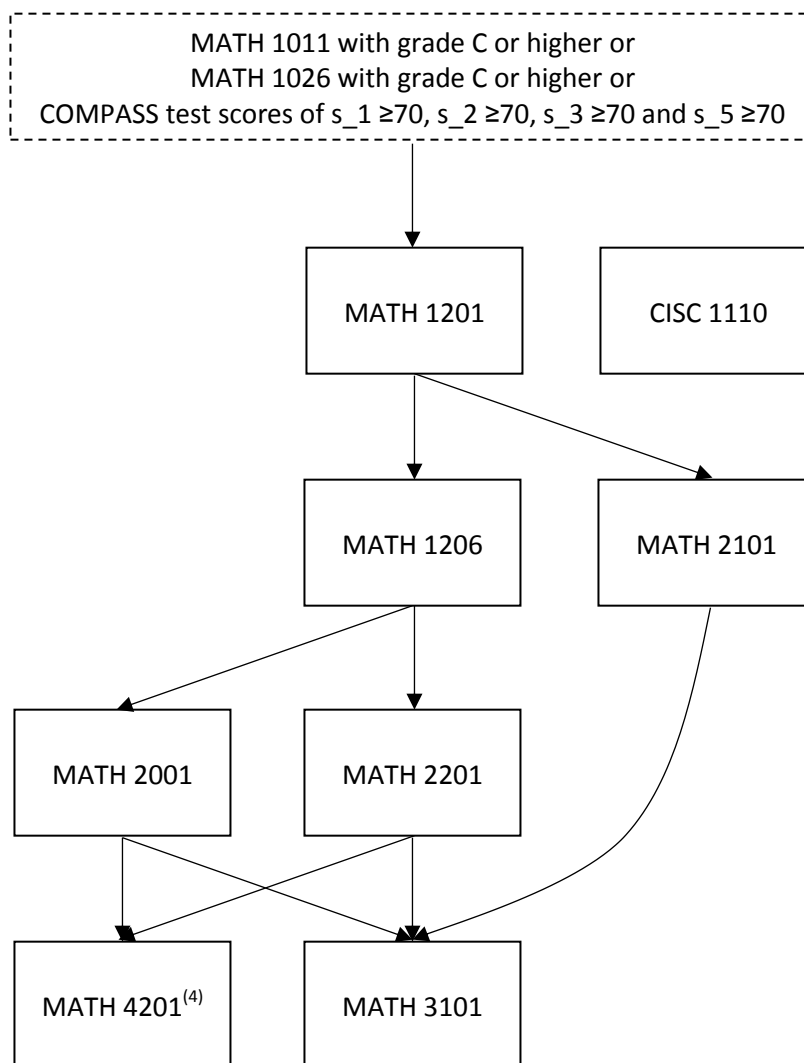 MATH 1011 with grade C or higher or
MATH 1026 with grade C or higher or
COMPASS test scores of s_1 ≥70, s_2 ≥70, s_3 ≥70 and s_5 ≥70
MATH 1201
CISC 1110
MATH 1206
MATH 2101
MATH 2001
MATH 2201
MATH 4201(4)
MATH 3101